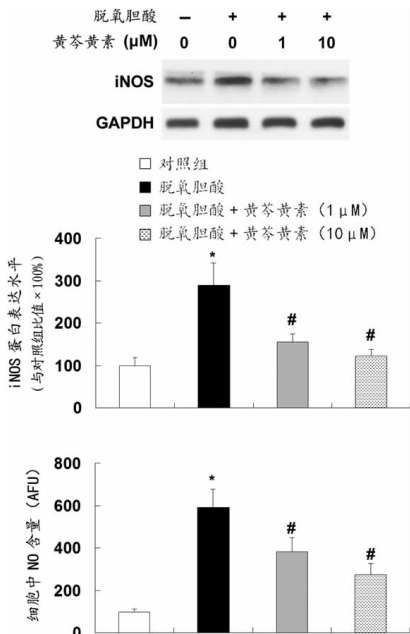 脱氧胆酸 − + + +
黄芩黄素 (μM) 0 0 1 10
iNOS
GAPDH
对照组
脱氧胆酸
脱氧胆酸 + 黄芩黄素 (1 μM)
脱氧胆酸 + 黄芩黄素 (10 μM)
iNOS 蛋白表达水平
(与对照组比值×100%)
400
300
200
100
0
*
#
#
细胞中 NO 含量 (AFU)
800
600
400
200
0
*
#
#